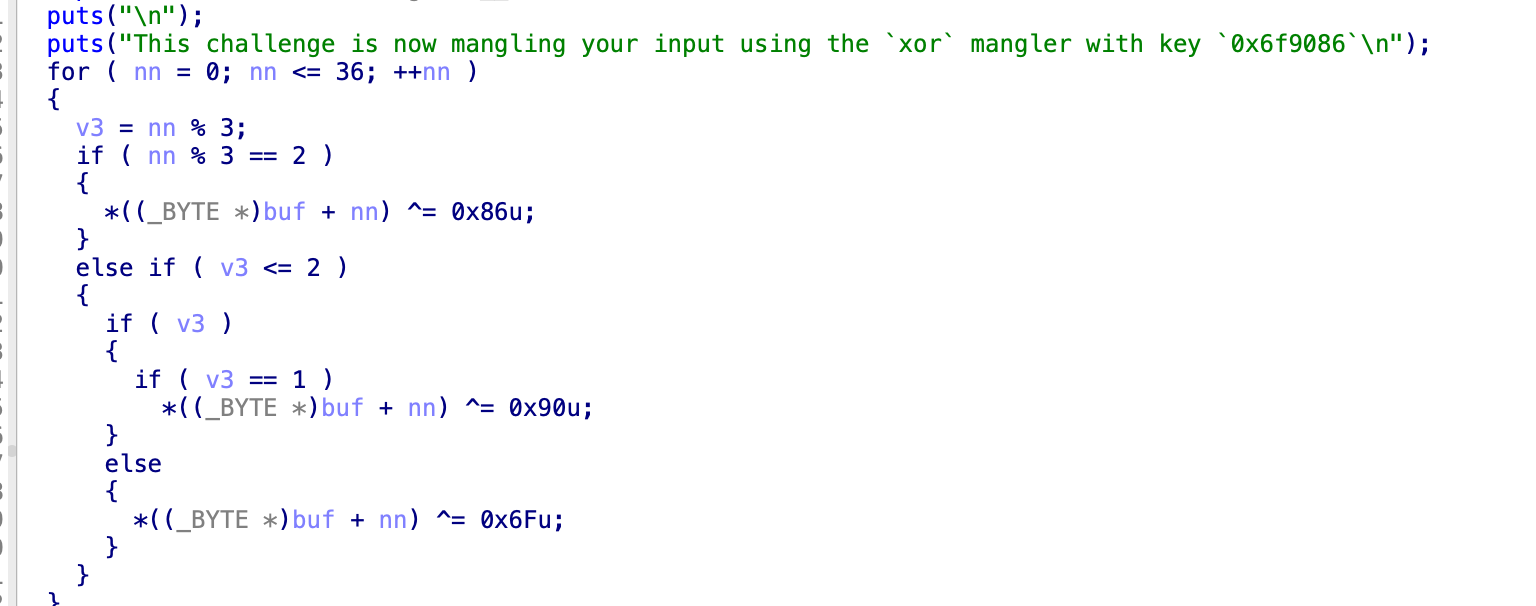 puts("\n");
puts("This challenge is now mangling your input using the `xor` mangler with key `0x6f9086`\n");
for ( nn = 0; nn <= 36; ++nn )
{
  v3 = nn % 3;
  if ( nn % 3 == 2 )
  {
    *((_BYTE *)buf + nn) ^= 0x86u;
  }
  else if ( v3 <= 2 )
  {
    if ( v3 )
    {
      if ( v3 == 1 )
        *((_BYTE *)buf + nn) ^= 0x90u;
    }
    else
    {
      *((_BYTE *)buf + nn) ^= 0x6Fu;
    }
  }
}